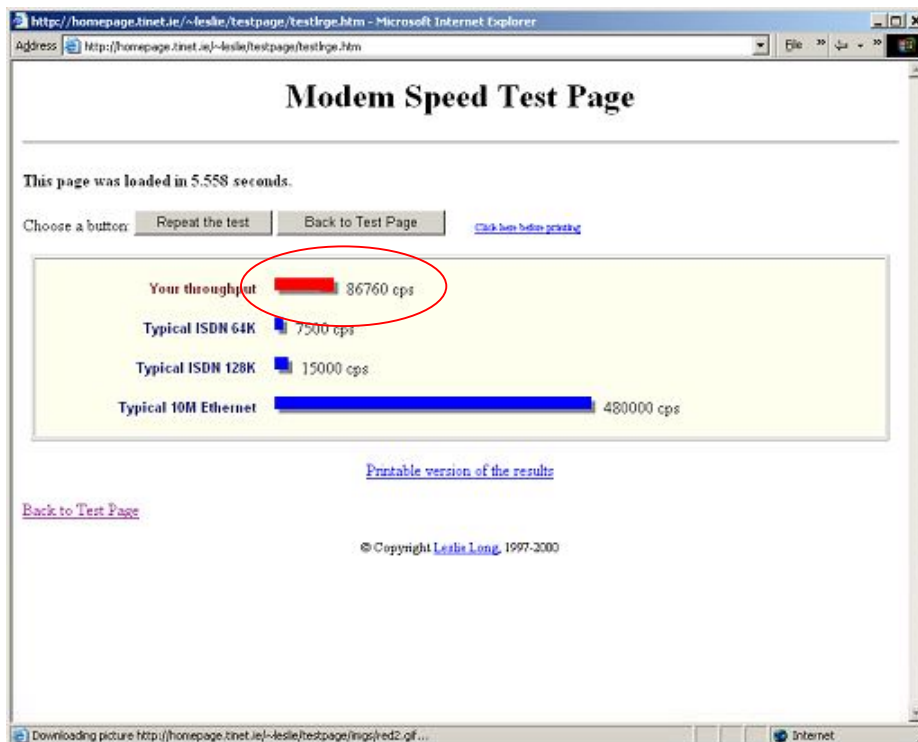 http://homepage.tinet.ie/~leslie/testpage/testlrge.htm - Microsoft Internet Explorer
Address http://homepage.tinet.ie/~leslie/testpage/testlrge.htm File
Modem Speed Test Page
This page was loaded in 5.558 seconds.
Choose a button: Repeat the test Back to Test Page Click here before printing
Your throughput 86760 cps
Typical ISDN 64K 7500 cps
Typical ISDN 128K 15000 cps
Typical 10M Ethernet 480000 cps
Printable version of the results
Back to Test Page
© Copyright Leslie Long, 1997-2000
Downloading picture http://homepage.tinet.ie/~leslie/testpage/imgs/red2.gif... Internet